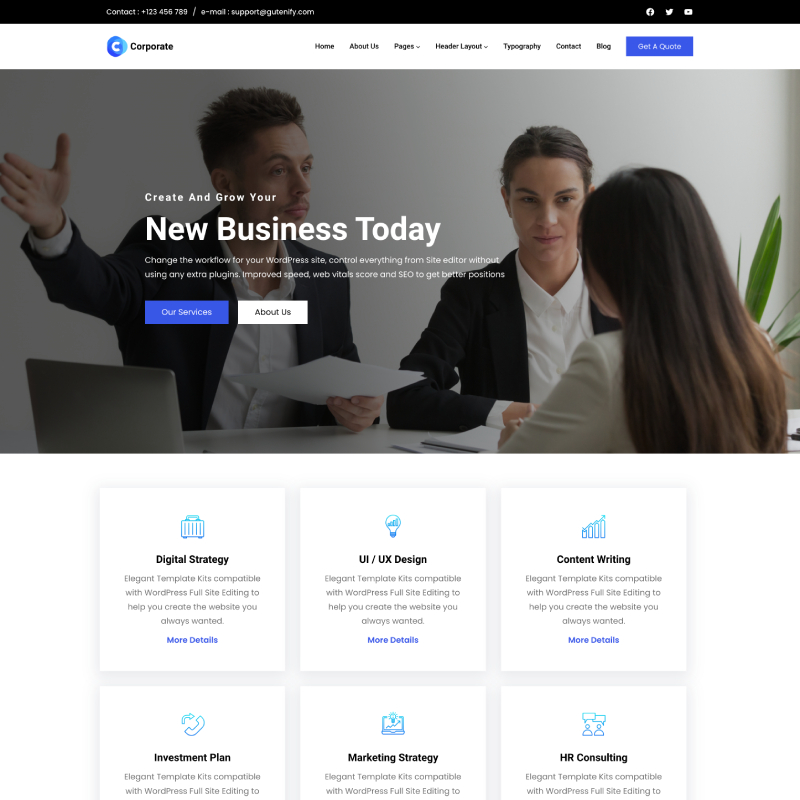 Contact : +123 456 789 / e-mail : support@gutenify.com
C Corporate
Home About Us Pages Header Layout Typography Contact Blog Get A Quote
Create And Grow Your
New Business Today
Change the workflow for your WordPress site, control everything from Site editor without
using any extra plugins. Improved speed, web vitals score and SEO to get better positions
Our Services About Us
Digital Strategy
Elegant Template Kits compatible
with WordPress Full Site Editing to
help you create the website you
always wanted.
More Details
UI / UX Design
Elegant Template Kits compatible
with WordPress Full Site Editing to
help you create the website you
always wanted.
More Details
Content Writing
Elegant Template Kits compatible
with WordPress Full Site Editing to
help you create the website you
always wanted.
More Details
Investment Plan
Elegant Template Kits compatible
with WordPress Full Site Editing to
Marketing Strategy
Elegant Template Kits compatible
with WordPress Full Site Editing to
HR Consulting
Elegant Template Kits compatible
with WordPress Full Site Editing to